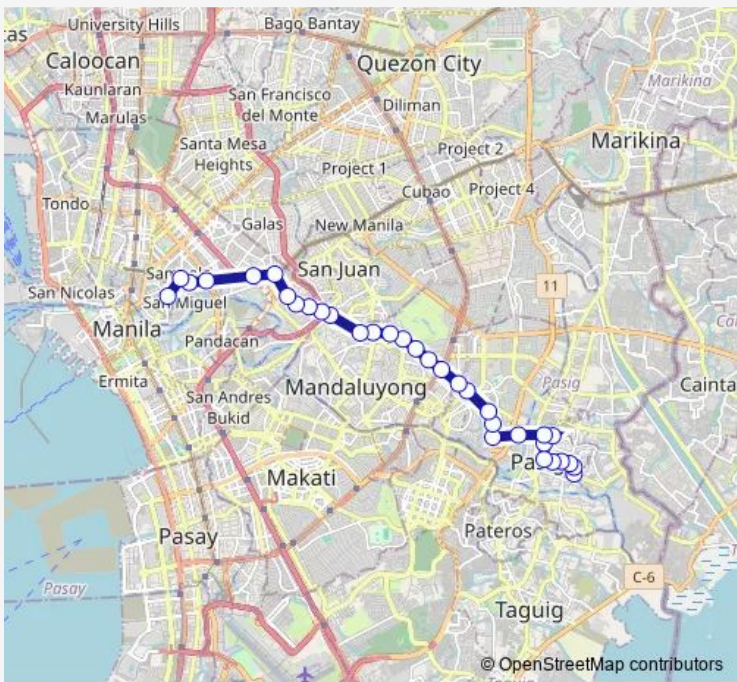 University Hills
Bago Bantay
Caloocan
Quezon City
Kaunlaran
San Francisco
del Monte
Marikina
Marulas
Diliman
Santa Mesa
Heights
Project 2
Marikina
Project 1
Cubao
Project 4
Tondo
Galas
New Manila
San Juan
11
San Nicolas
San Miguel
Manila
Pandacan
Ermita
Mandaluyong
Pasig
Cainta
San Andres
Bukid
Makati
Pasay
Pateros
C-6
Pasay
Taguig
© OpenStreetMap contributors